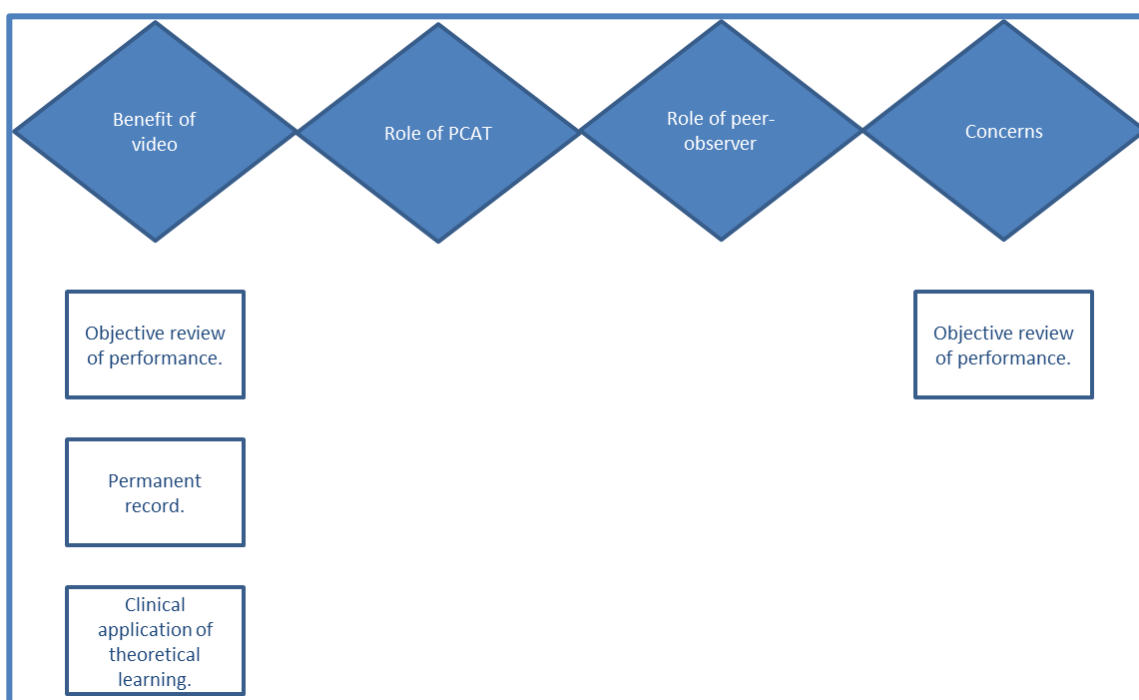 Benefit of
video
Role of PCAT
Role of peer-
observer
Concerns
Objective review
of performance.
Objective review
of performance.
Permanent
record.
Clinical
application of
theoretical
learning.